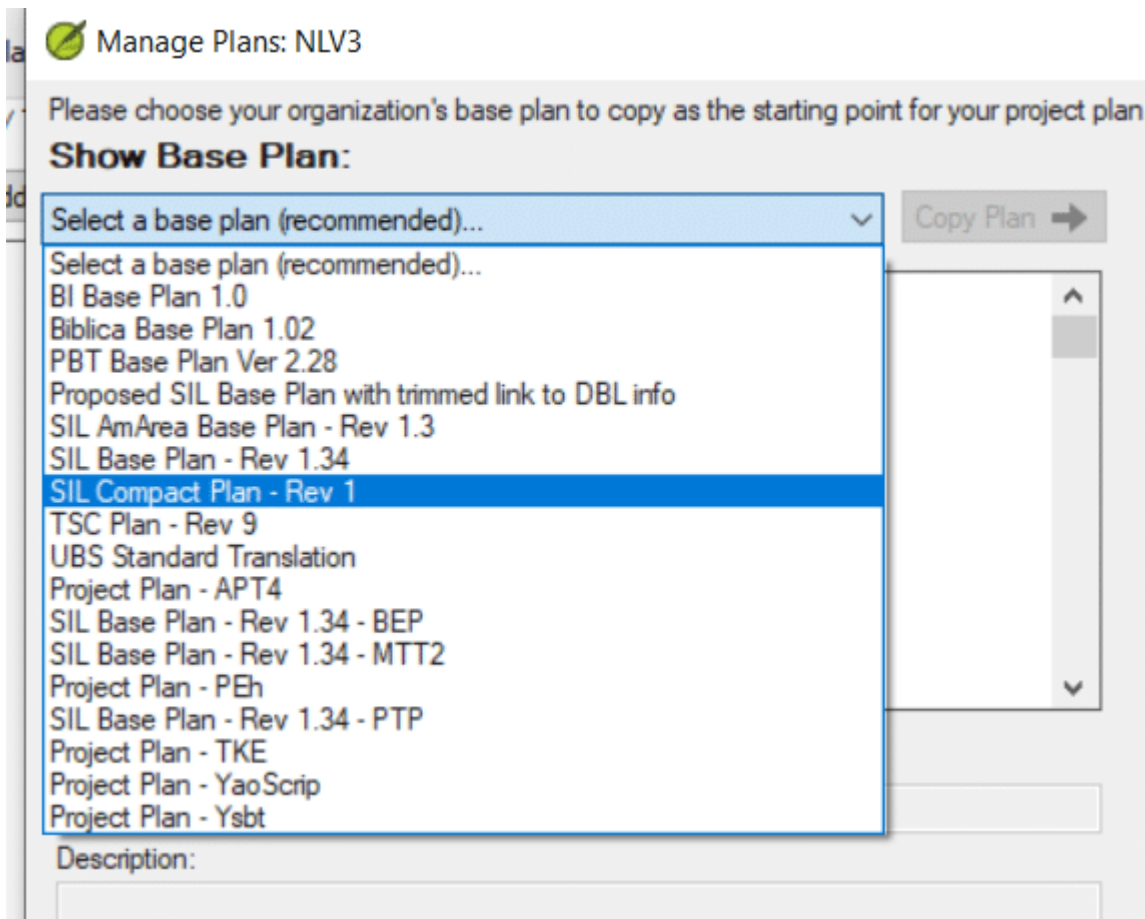 Manage Plans: NLV3
Please choose your organization's base plan to copy as the starting point for your project plan
Show Base Plan:
Select a base plan (recommended)...
Copy Plan
Select a base plan (recommended)...
BI Base Plan 1.0
Biblica Base Plan 1.02
PBT Base Plan Ver 2.28
Proposed SIL Base Plan with trimmed link to DBL info
SIL AmArea Base Plan - Rev 1.3
SIL Base Plan - Rev 1.34
SIL Compact Plan - Rev 1
TSC Plan - Rev 9
UBS Standard Translation
Project Plan - APT4
SIL Base Plan - Rev 1.34 - BEP
SIL Base Plan - Rev 1.34 - MTT2
Project Plan - PEh
SIL Base Plan - Rev 1.34 - PTP
Project Plan - TKE
Project Plan - YaoScrip
Project Plan - Ysbt
Description: